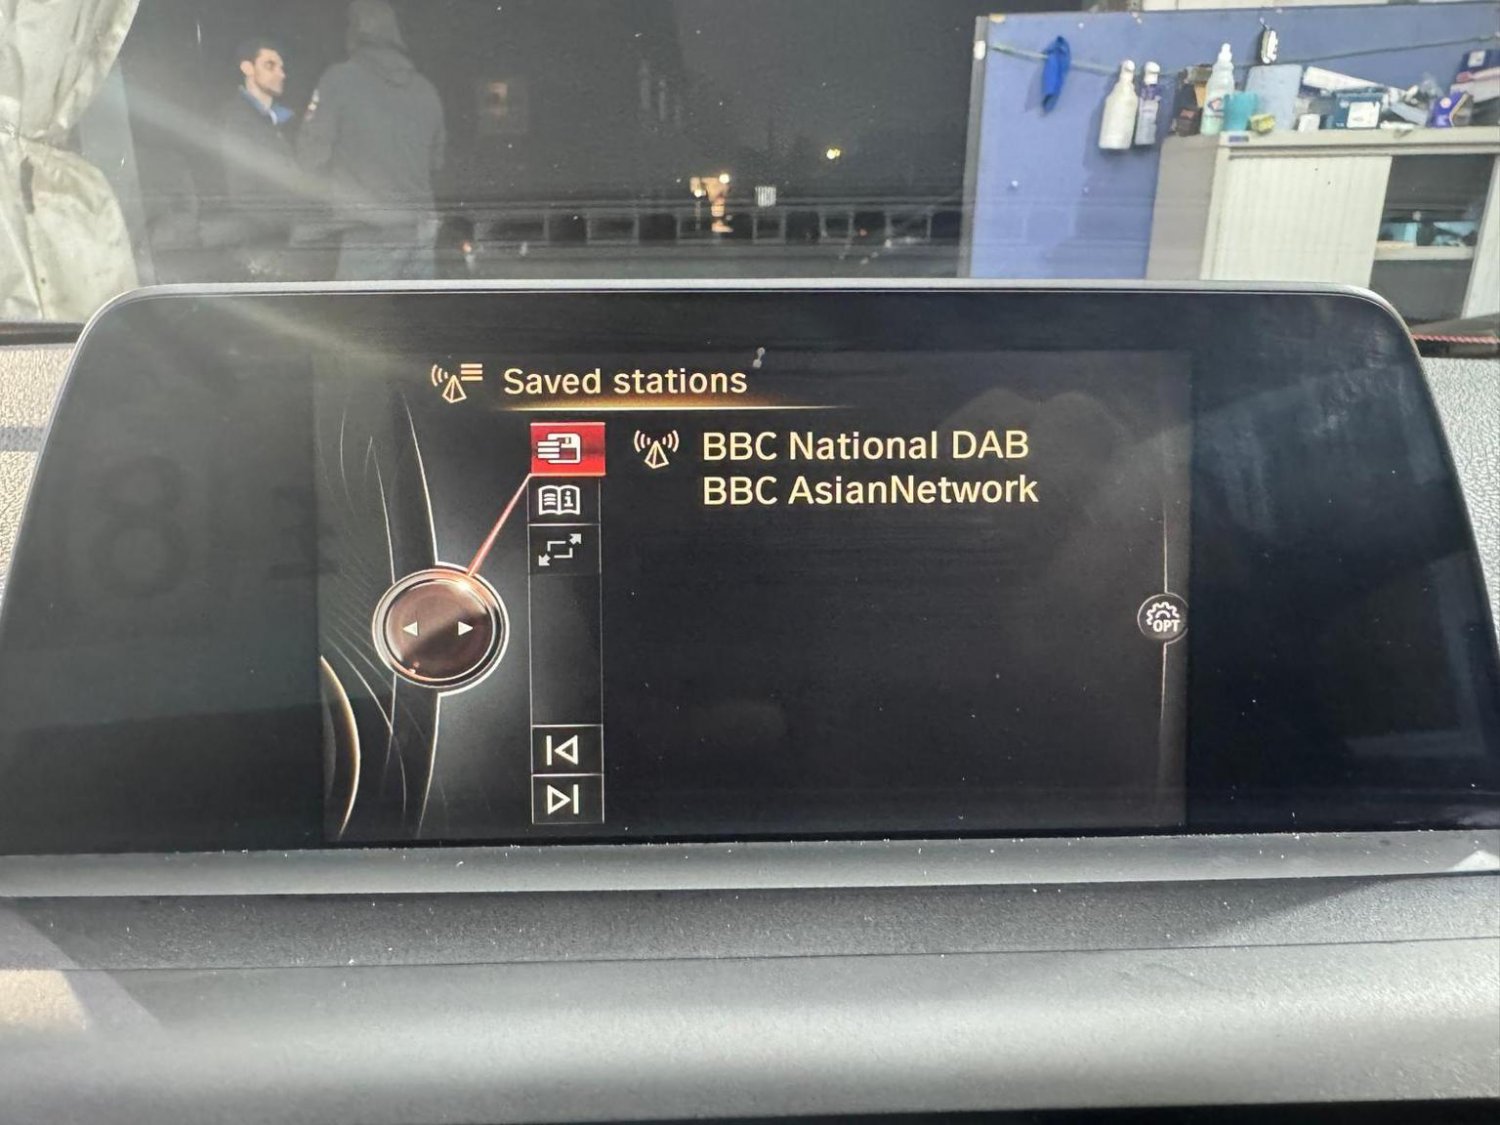 Saved stations
BBC National DAB
BBC AsianNetwork
OPT